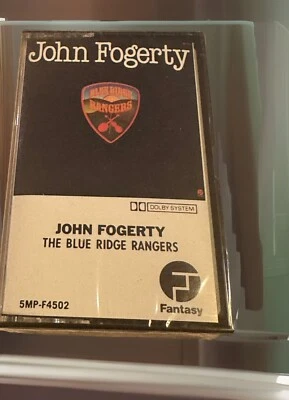 John Fogerty
BLUE RIDGE
RANGERS
DOLBY SYSTEM
JOHN FOGERTY
THE BLUE RIDGE RANGERS
5MP-F4502
Fantasy